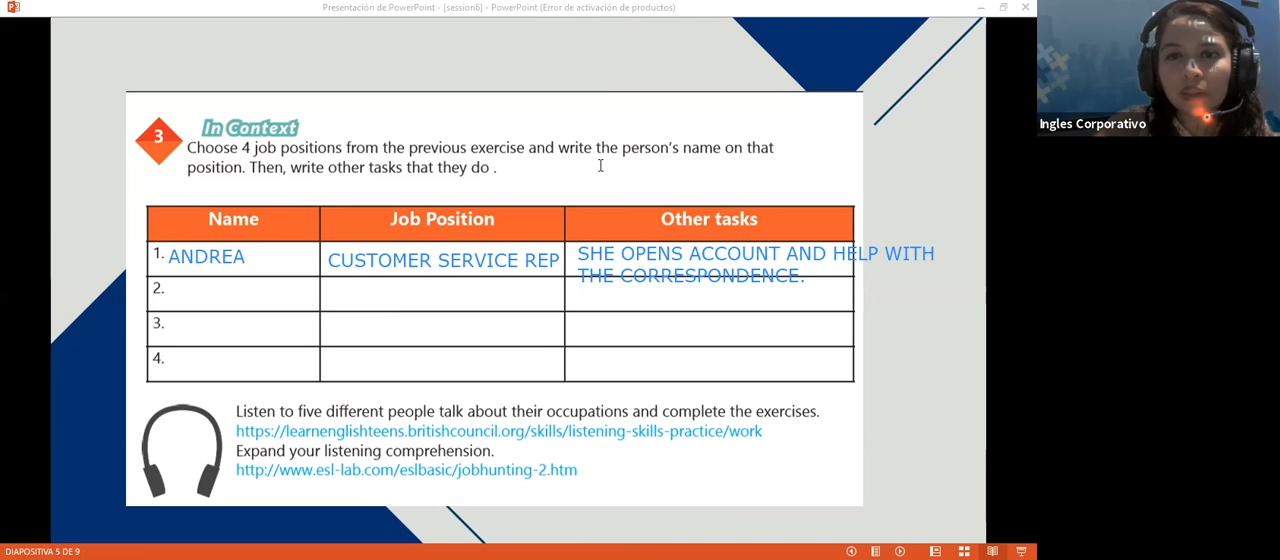 Presentación de PowerPoint - [session6] - PowerPoint (Error de activación de productos)
Ingles Corporativo
3
In Context
Choose 4 job positions from the previous exercise and write the person's name on that
position. Then, write other tasks that they do .
Name Job Position Other tasks
1. ANDREA CUSTOMER SERVICE REP SHE OPENS ACCOUNT AND HELP WITH
THE CORRESPONDENCE.
2.
3.
4.
Listen to five different people talk about their occupations and complete the exercises.
https://learnenglishteens.britishcouncil.org/skills/listening-skills-practice/work
Expand your listening comprehension.
http://www.esl-lab.com/eslbasic/jobhunting-2.htm
DIAPOSITIVA 5 DE 9